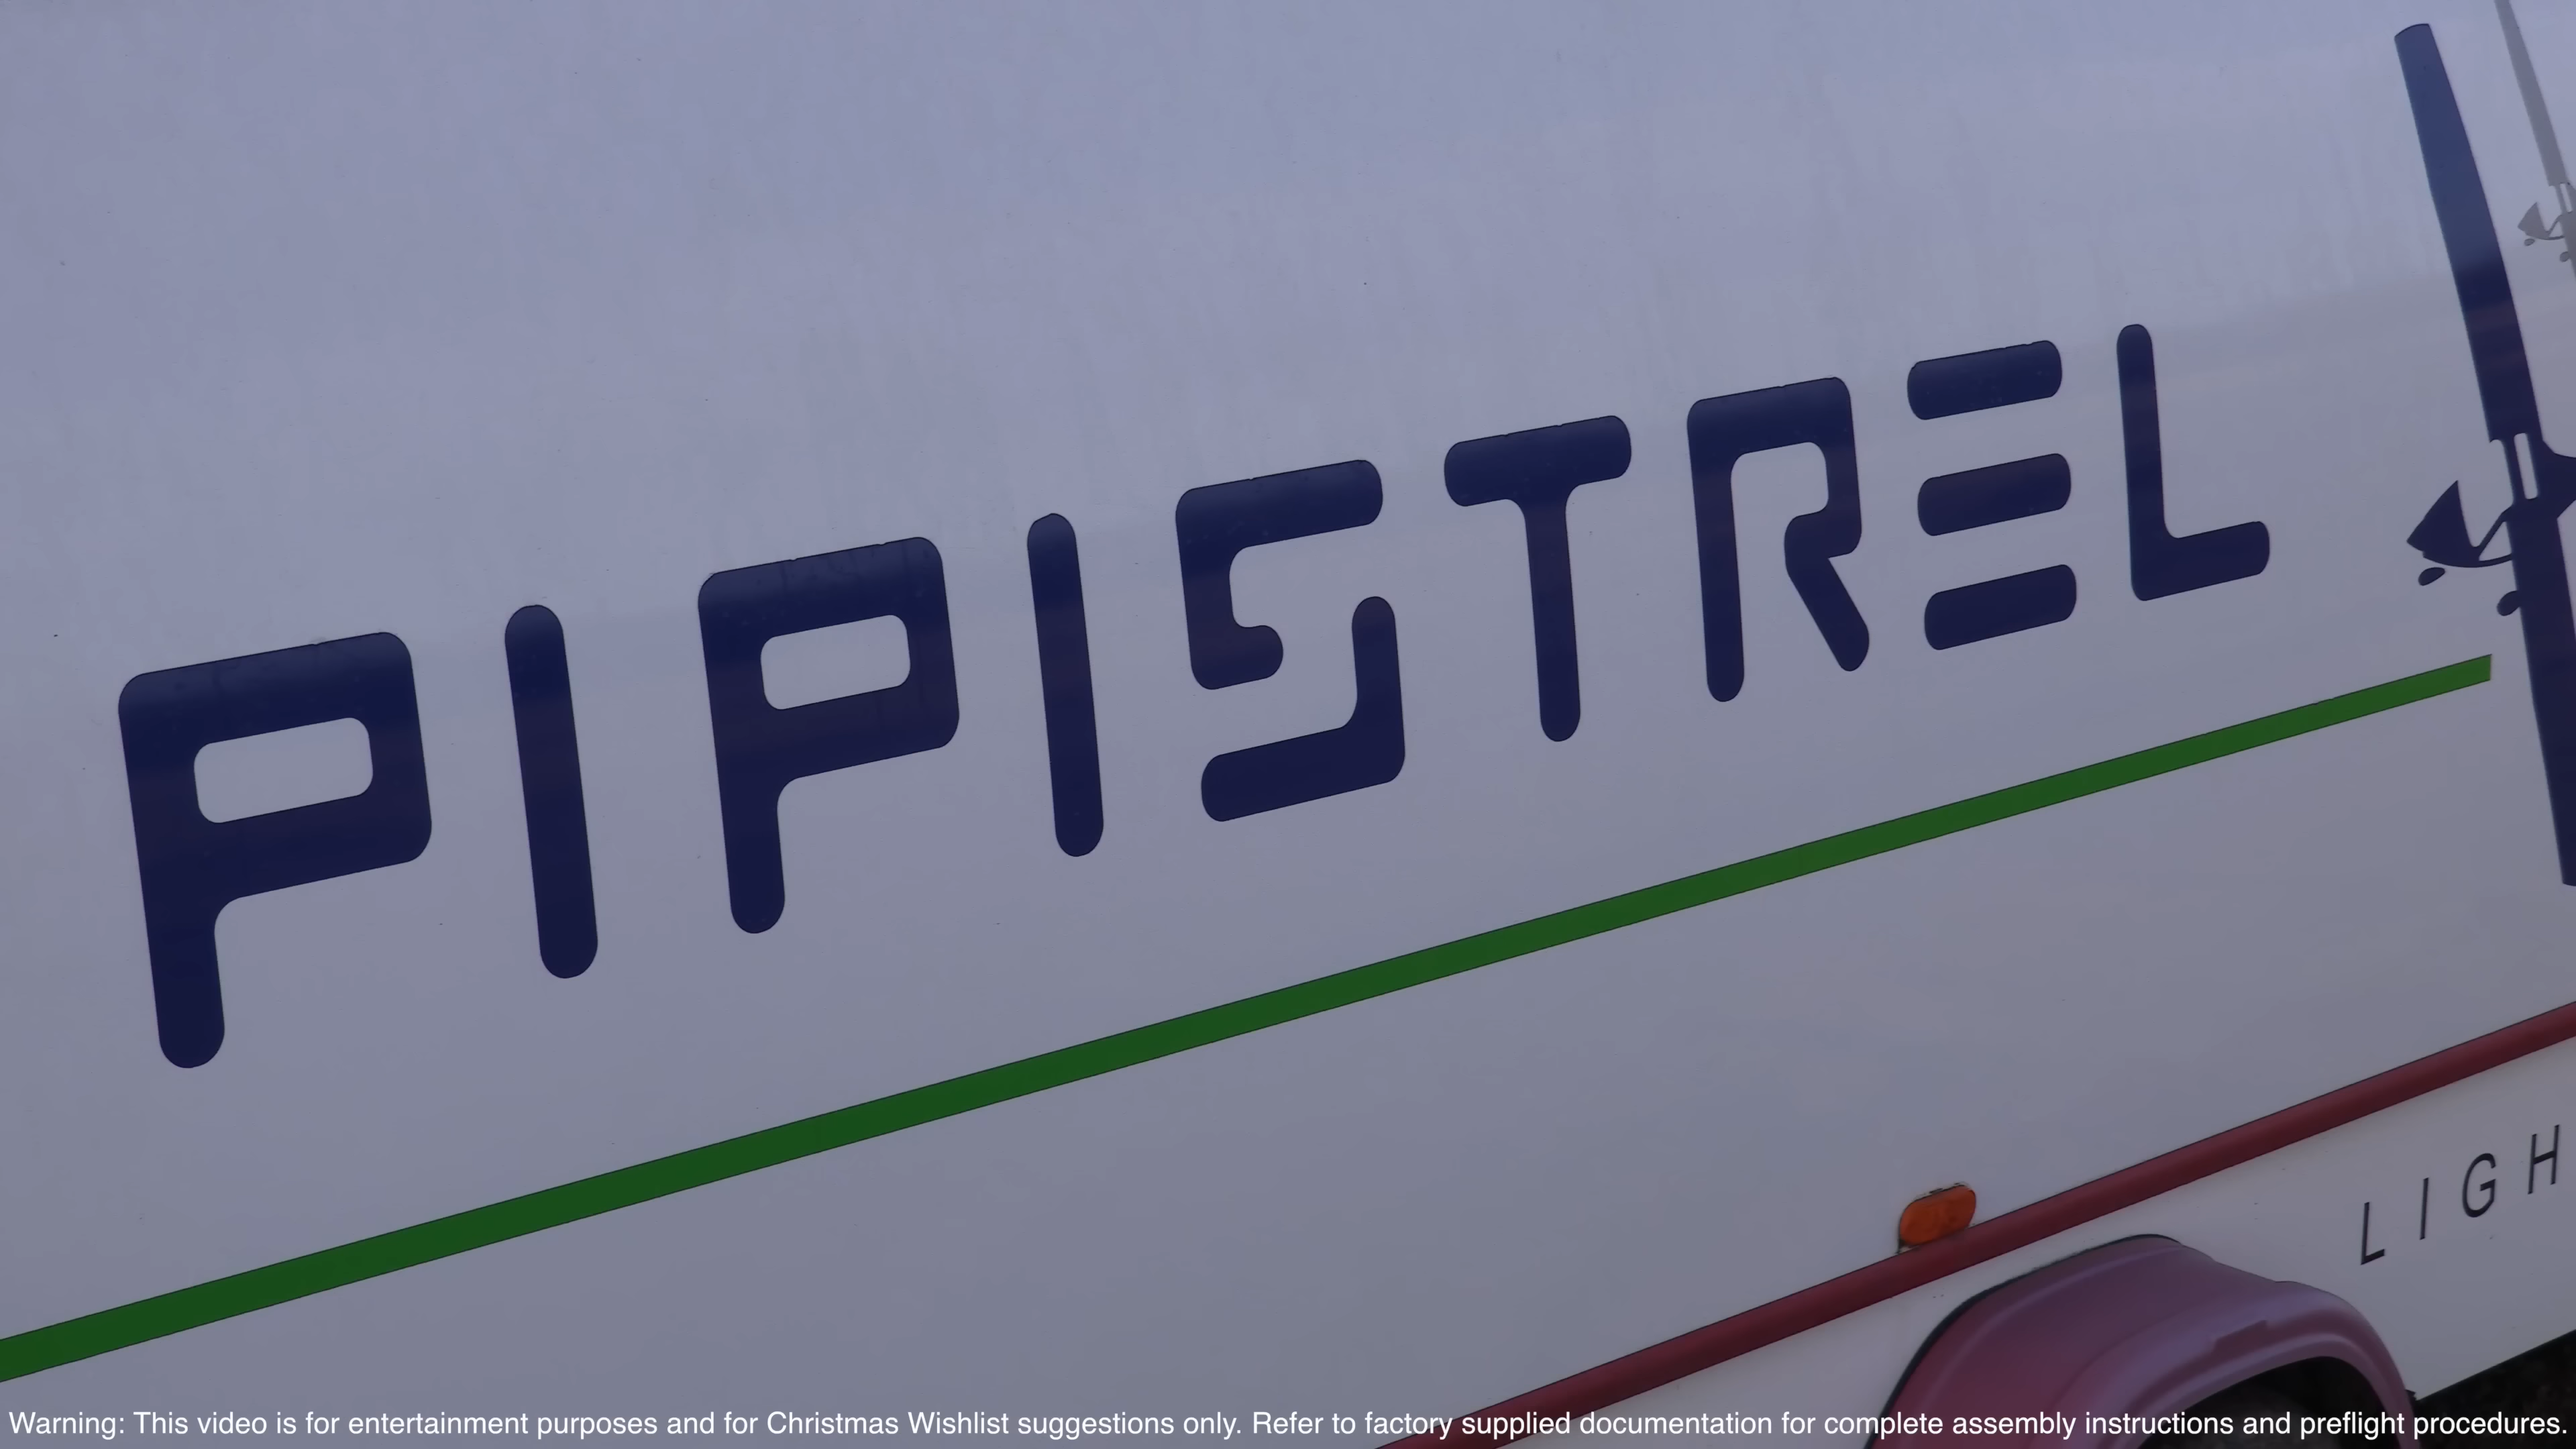 PIPISTREL
LIGH
Warning: This video is for entertainment purposes and for Christmas Wishlist suggestions only. Refer to factory supplied documentation for complete assembly instructions and preflight procedures.